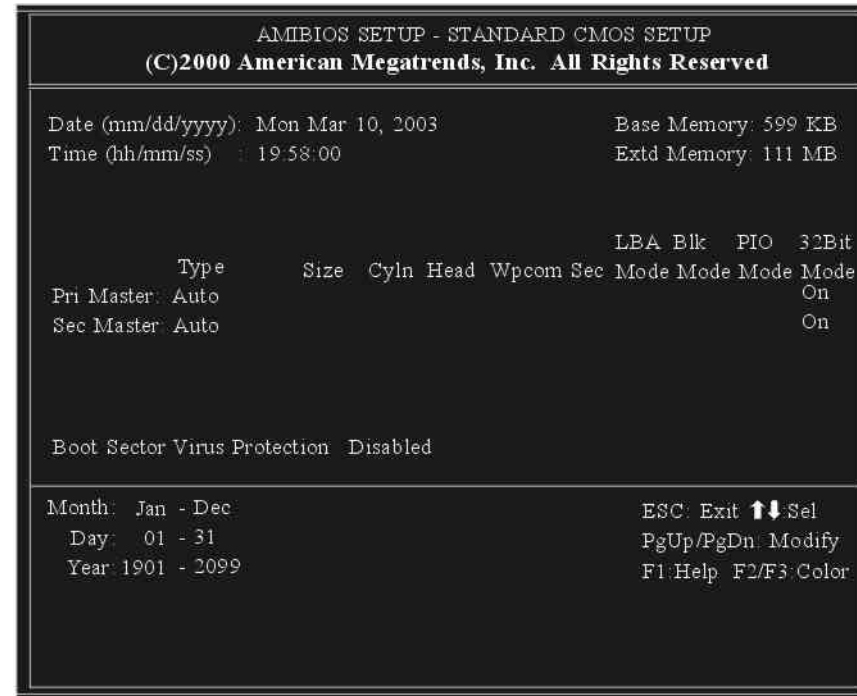 AMIBIOS SETUP - STANDARD CMOS SETUP
(C)2000 American Megatrends, Inc. All Rights Reserved
Date (mm/dd/yyyy): Mon Mar 10, 2003 Base Memory: 599 KB
Time (hh/mm/ss) : 19:58:00 Extd Memory: 111 MB
LBA Blk PIO 32Bit
Type Size Cyln Head Wpcom Sec Mode Mode Mode Mode
Pri Master: Auto On
Sec Master: Auto On
Boot Sector Virus Protection Disabled
Month: Jan - Dec ESC: Exit ⬆⬇:Sel
Day: 01 - 31 PgUp/PgDn: Modify
Year: 1901 - 2099 F1:Help F2/F3:Color